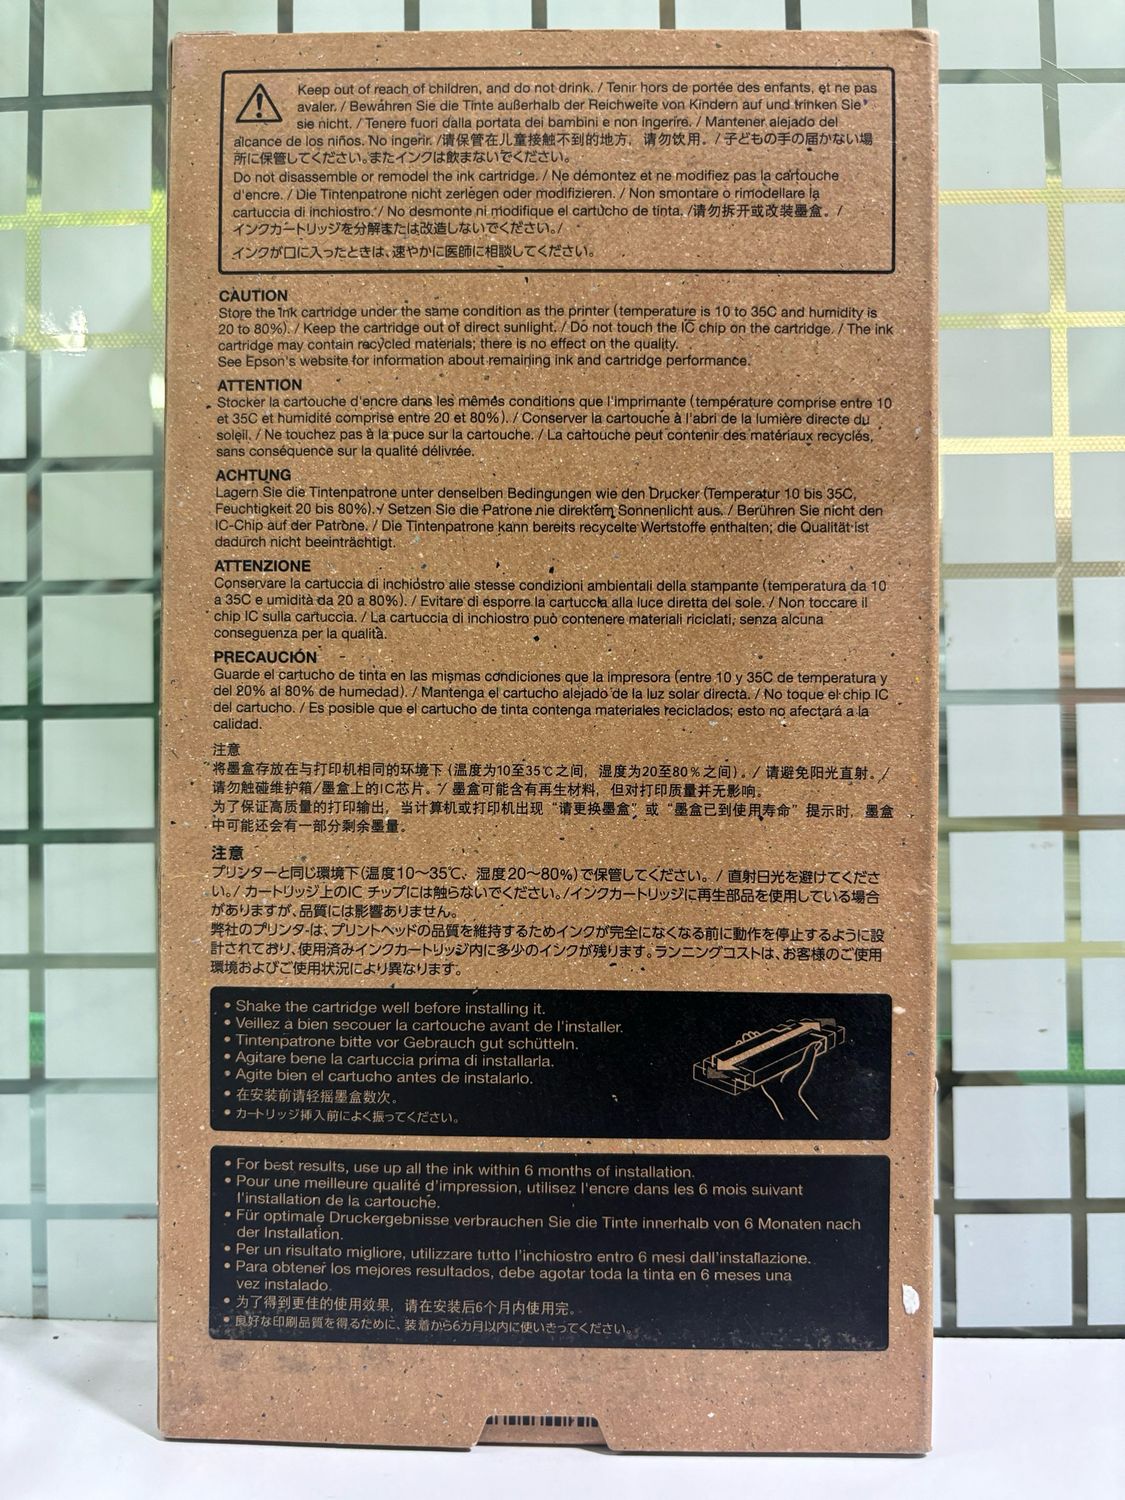 Keep out of reach of children, and do not drink. / Tenir hors de portée des enfants, et ne pas
avaler. / Bewahren Sie die Tinte außerhalb der Reichweite von Kindern auf und trinken Sie
sie nicht. / Tenere fuori dalla portata dei bambini e non ingerire. / Mantener alejado del
alcance de los niños. No ingerir. /请保管在儿童接触不到的地方，请勿饮用。/ 子どもの手の届かない場
所に保管してください。またインクは飲まないでください。
Do not disassemble or remodel the ink cartridge. / Ne démontez et ne modifiez pas la cartouche
d'encre. / Die Tintenpatrone nicht zerlegen oder modifizieren. / Non smontare o rimodellare la
cartuccia di inchiostro. / No desmonte ni modifique el cartucho de tinta. /请勿拆开或改装墨盒。/
インクカートリッジを分解または改造しないでください。/
インクが口に入ったときは、速やかに医師に相談してください。
CAUTION
Store the ink cartridge under the same condition as the printer (temperature is 10 to 35C and humidity is
20 to 80%). / Keep the cartridge out of direct sunlight. / Do not touch the IC chip on the cartridge. / The ink
cartridge may contain recycled materials; there is no effect on the quality.
See Epson's website for information about remaining ink and cartridge performance.
ATTENTION
Stocker la cartouche d'encre dans les mêmes conditions que l'imprimante (température comprise entre 10
et 35C et humidité comprise entre 20 et 80%). / Conserver la cartouche à l'abri de la lumière directe du
soleil. / Ne touchez pas à la puce sur la cartouche. / La cartouche peut contenir des matériaux recyclés,
sans conséquence sur la qualité délivrée.
ACHTUNG
Lagern Sie die Tintenpatrone unter denselben Bedingungen wie den Drucker (Temperatur 10 bis 35C,
Feuchtigkeit 20 bis 80%). / Setzen Sie die Patrone nie direktem Sonnenlicht aus. / Berühren Sie nicht den
IC-Chip auf der Patrone. / Die Tintenpatrone kann bereits recycelte Wertstoffe enthalten; die Qualität ist
dadurch nicht beeinträchtigt.
ATTENZIONE
Conservare la cartuccia di inchiostro alle stesse condizioni ambientali della stampante (temperatura da 10
a 35C e umidità da 20 a 80%). / Evitare di esporre la cartuccia alla luce diretta del sole. / Non toccare il
chip IC sulla cartuccia. / La cartuccia di inchiostro può contenere materiali riciclati, senza alcuna
conseguenza per la qualità.
PRECAUCIÓN
Guarde el cartucho de tinta en las mismas condiciones que la impresora (entre 10 y 35C de temperatura y
del 20% al 80% de humedad). / Mantenga el cartucho alejado de la luz solar directa. / No toque el chip IC
del cartucho. / Es posible que el cartucho de tinta contenga materiales reciclados; esto no afectará a la
calidad.
注意
将墨盒存放在与打印机相同的环境下（温度为10至35℃之间，湿度为20至80%之间）。/ 请避免阳光直射。/
请勿触碰维护箱/墨盒上的IC芯片。/ 墨盒可能含有再生材料，但对打印质量并无影响。
为了保证高质量的打印输出，当计算机或打印机出现“请更换墨盒”或“墨盒已到使用寿命”提示时，墨盒
中可能还会有一部分剩余墨量。
注意
プリンターと同じ環境下(温度10～35℃、湿度20～80%)で保管してください。/ 直射日光を避けてくださ
い。/ カートリッジ上のIC チップには触らないでください。/インクカートリッジに再生部品を使用している場合
がありますが、品質には影響ありません。
弊社のプリンターは、プリントヘッドの品質を維持するためインクが完全になくなる前に動作を停止するように設
計されており、使用済みインクカートリッジ内に多少のインクが残ります。ランニングコストは、お客様のご使用
環境およびご使用状況により異なります。
• Shake the cartridge well before installing it.
• Veillez à bien secouer la cartouche avant de l'installer.
• Tintenpatrone bitte vor Gebrauch gut schütteln.
• Agitare bene la cartuccia prima di installarla.
• Agite bien el cartucho antes de instalarlo.
• 在安装前请轻摇墨盒数次。
• カートリッジ挿入前によく振ってください。
• For best results, use up all the ink within 6 months of installation.
• Pour une meilleure qualité d'impression, utilisez l'encre dans les 6 mois suivant
l'installation de la cartouche.
• Für optimale Druckergebnisse verbrauchen Sie die Tinte innerhalb von 6 Monaten nach
der Installation.
• Per un risultato migliore, utilizzare tutto l'inchiostro entro 6 mesi dall'installazione.
• Para obtener los mejores resultados, debe agotar toda la tinta en 6 meses una
vez instalado.
• 为了得到更佳的使用效果，请在安装后6个月内使用完。
• 良好な印刷品質を得るために、装着から6カ月以内に使いきってください。